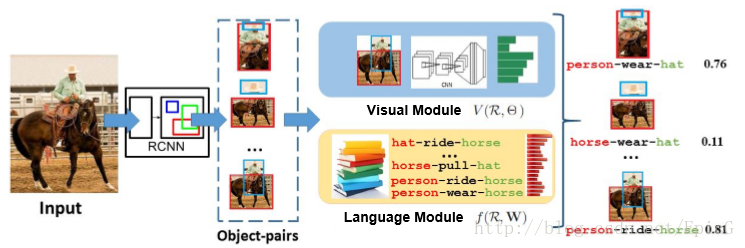 Input
RCNN
Object-pairs
...
CNN
Visual Module V(R, Θ)
hat-ride-horse
...
horse-pull-hat
person-ride-horse
person-wear-horse
Language Module f(R, W)
person-wear-hat 0.76
horse-wear-hat 0.11
...
person-ride-horse 0.81